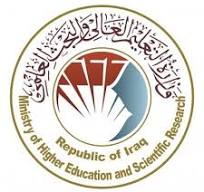 وزارة التعليم العالي والبحث العلمي
Republic of Iraq
Ministry of Higher Education and Scientific Research